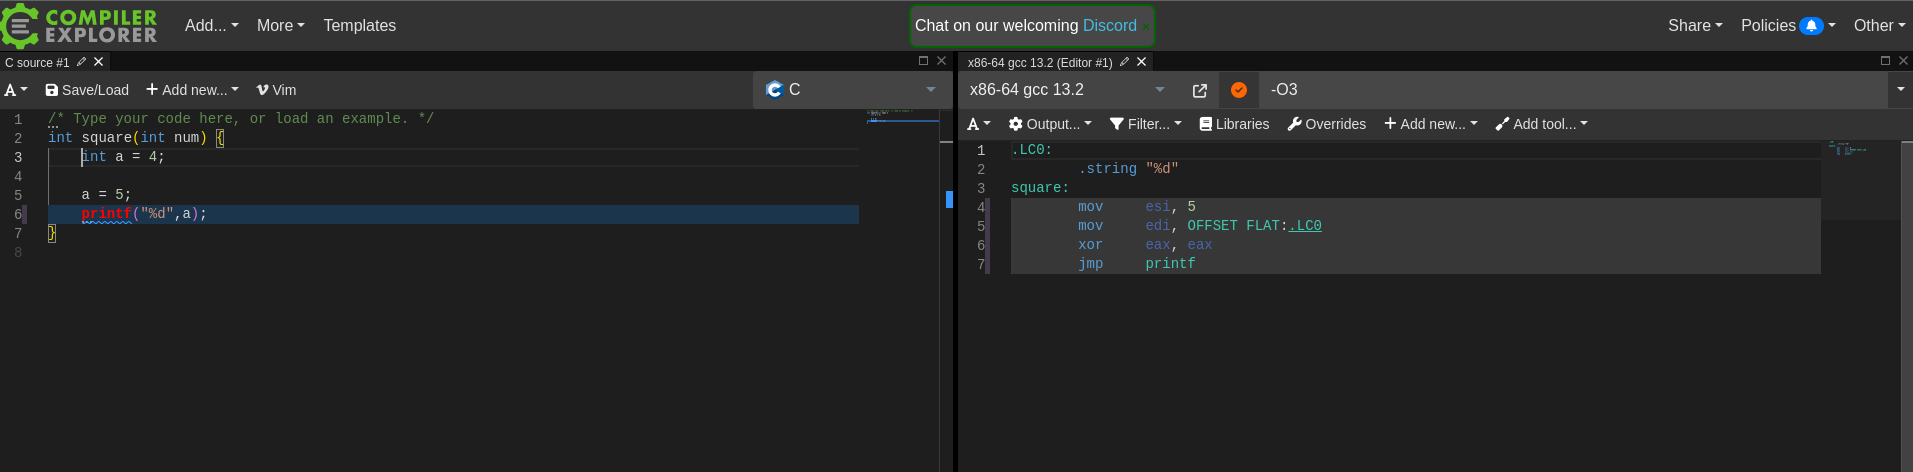 COMPILER
EXPLORER
Add...
More
Templates
Chat on our welcoming Discord
Share
Policies
Other
C source #1
x86-64 gcc 13.2 (Editor #1)
A
Save/Load
Add new...
Vim
C
x86-64 gcc 13.2
-O3
A
Output...
Filter...
Libraries
Overrides
Add new...
Add tool...
1 /* Type your code here, or load an example. */
2 int square(int num) {
3 int a = 4;
4
5 a = 5;
6 printf("%d",a);
7 }
8
1 .LC0:
2 .string "%d"
3 square:
4 mov esi, 5
5 mov edi, OFFSET FLAT:.LC0
6 xor eax, eax
7 jmp printf